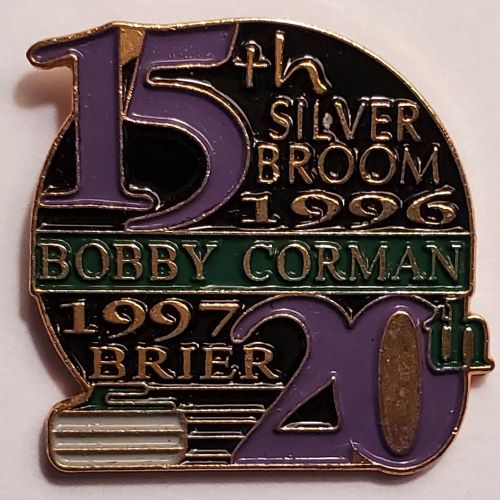 15th
SILVER
BROOM
1996
BOBBY CORMAN
1997
BRIER
20th